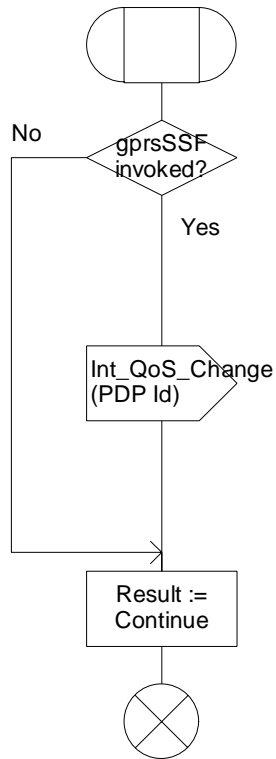 No
gprsSSF
invoked?
Yes
Int_QoS_Change
(PDP Id)
Result :=
Continue